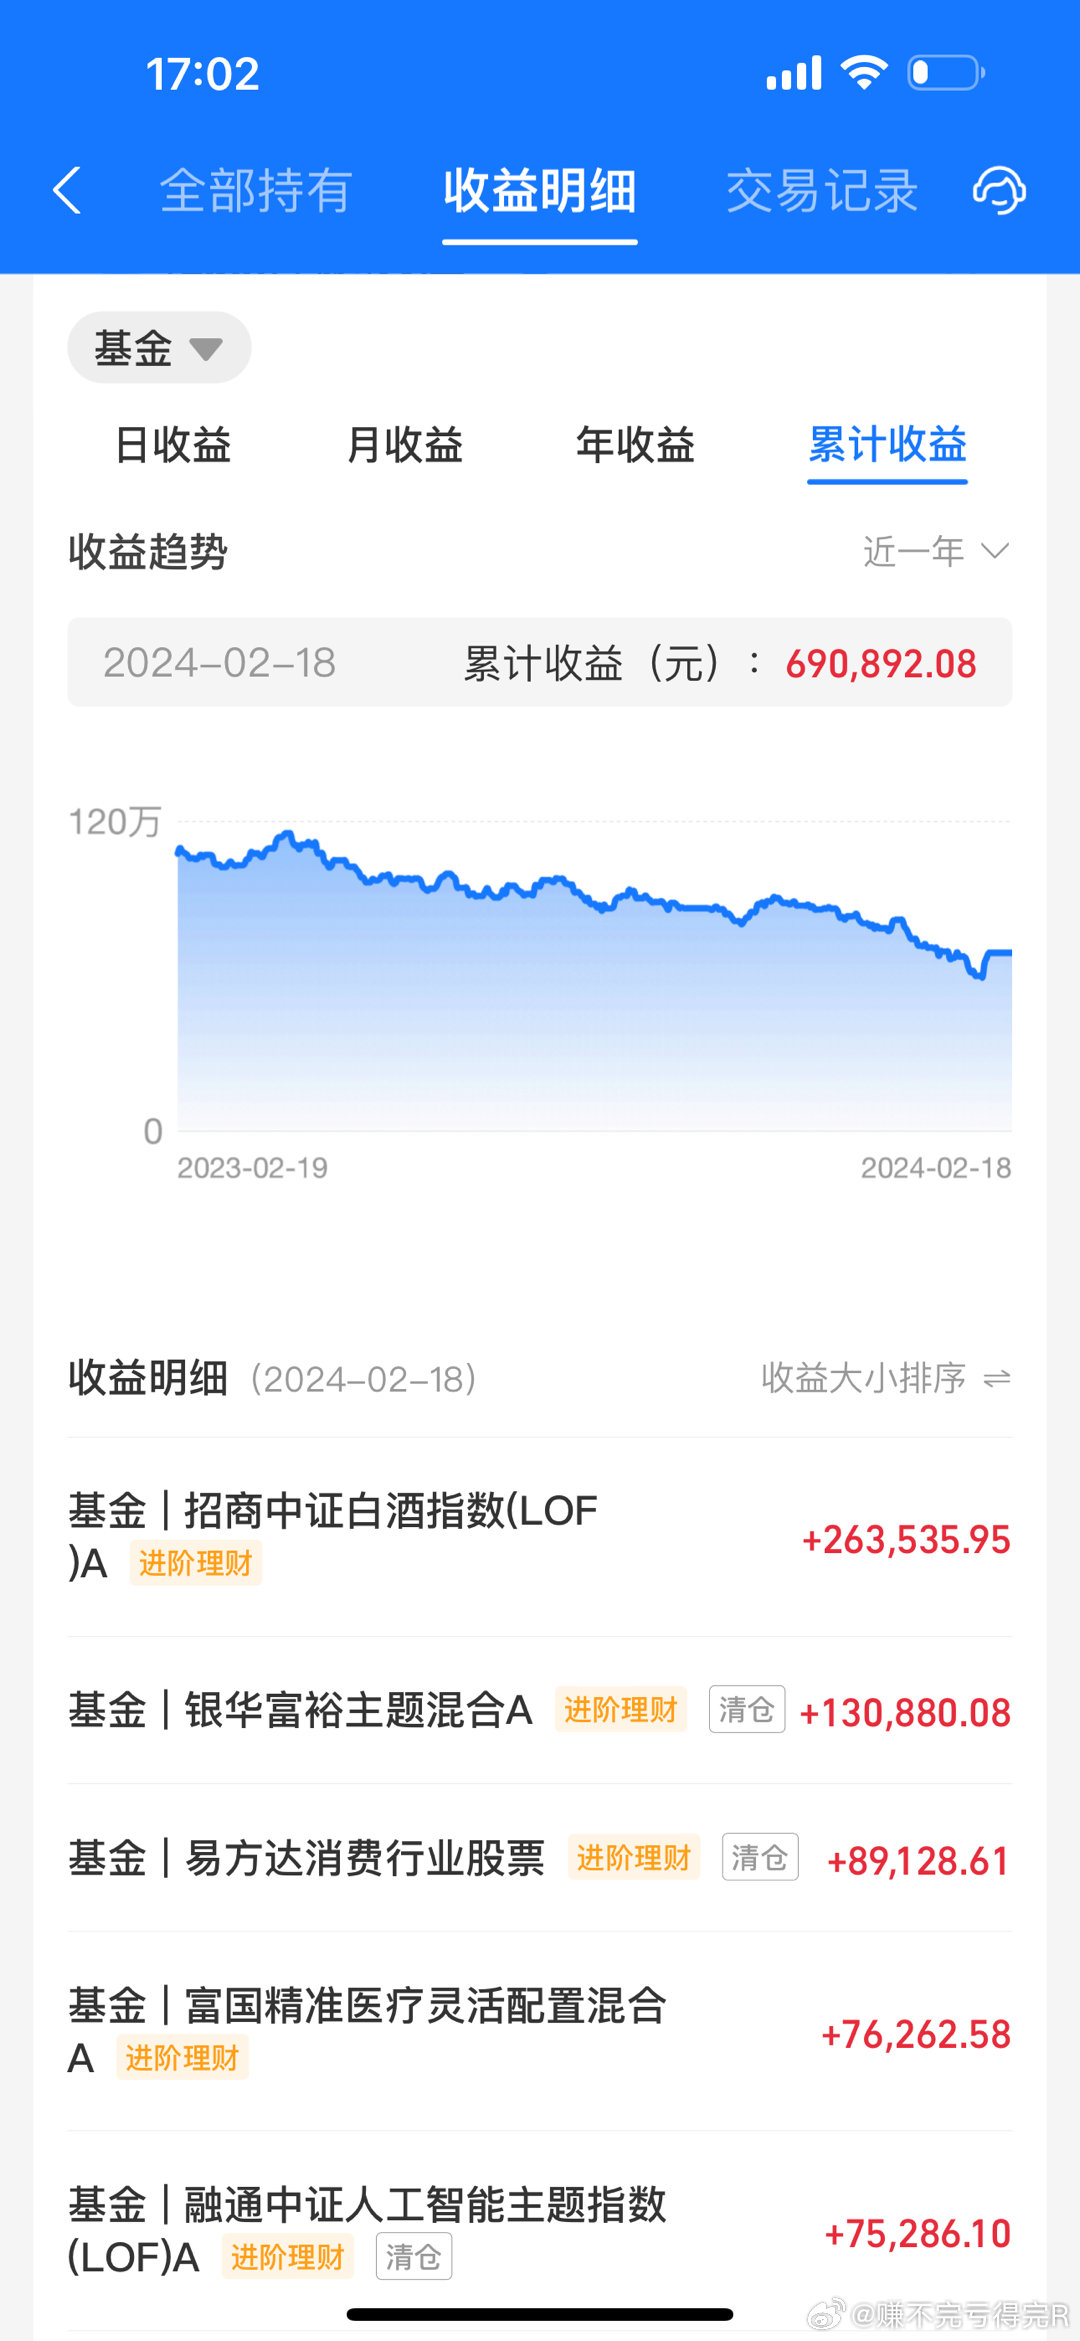 17:02
全部持有 收益明细 交易记录
基金
日收益 月收益 年收益 累计收益
收益趋势 近一年
2024-02-18 累计收益（元）： 690,892.08
120万
0
2023-02-19 2024-02-18
收益明细 (2024-02-18) 收益大小排序
基金 | 招商中证白酒指数(LOF
)A 进阶理财 +263,535.95
基金 | 银华富裕主题混合A 进阶理财 清仓 +130,880.08
基金 | 易方达消费行业股票 进阶理财 清仓 +89,128.61
基金 | 富国精准医疗灵活配置混合
A 进阶理财 +76,262.58
基金 | 融通中证人工智能主题指数
(LOF)A 进阶理财 清仓 +75,286.10
@赚不完亏得完R